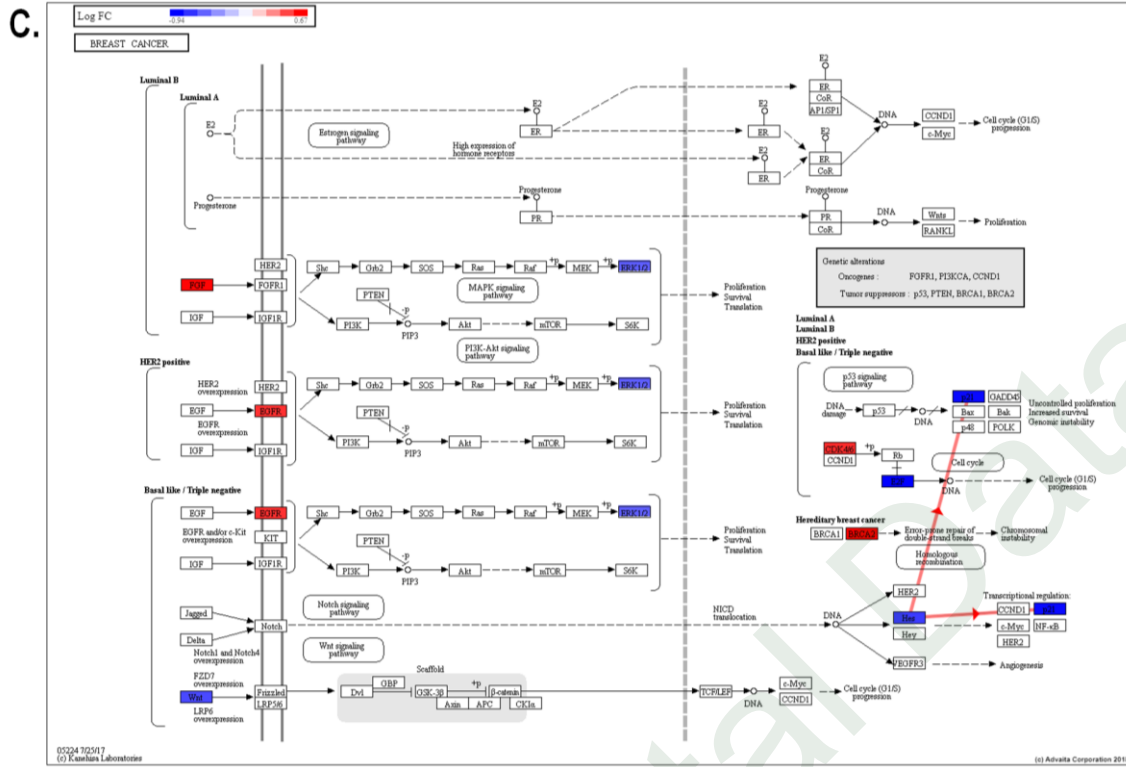 C.
Log FC
-0.94 0.67
BREAST CANCER
Luminal B
Luminal A
E2
Estrogen signaling
pathway
High expression of
hormone receptors
E2
ER
E2
ER
E2
ER
E2
ER
CoR
AP1/SP1
E2
ER
CoR
DNA
CCND1
c-Myc
Cell cycle (G1/S)
progression
Progesterone
Progesterone
PR
Progesterone
PR
CoR
DNA
Wnts
RANKL
Proliferation
FGF
IGF
HER2
FGFR1
IGF1R
Shc Grb2 SOS Ras Raf +p MEK +p ERK1/2
MAPK signaling
pathway
PTEN
-p
PI3K PIP3 Akt mTOR S6K
PI3K-Akt signaling
pathway
Proliferation
Survival
Translation
Genetic alterations
Oncogenes : FGFR1, PI3KCA, CCND1
Tumor suppressors : p53, PTEN, BRCA1, BRCA2
HER2 positive
HER2
overexpression
EGF
EGFR
overexpression
IGF
HER2
EGFR
IGF1R
Shc Grb2 SOS Ras Raf +p MEK +p ERK1/2
PTEN
-p
PI3K PIP3 Akt mTOR S6K
Proliferation
Survival
Translation
Luminal A
Luminal B
HER2 positive
Basal like / Triple negative
p53 signaling
pathway
DNA
damage
p53
DNA
p21 GADD45
Bax Bak
p48 POLK
Uncontrolled proliferation
Increased survival
Genomic instability
CDK4/6
CCND1
+p
Rb
Cell cycle
DNA
Cell cycle (G1/S)
progression
Basal like / Triple negative
EGF
EGFR and/or c-Kit
overexpression
IGF
EGFR
KIT
IGF1R
Shc Grb2 SOS Ras Raf +p MEK +p ERK1/2
PTEN
-p
PI3K PIP3 Akt mTOR S6K
Proliferation
Survival
Translation
Hereditary breast cancer
BRCA1 BRCA2
Error-prone repair of
double-strand breaks
Chromosomal
instability
Homologous
recombination
Jagged
Delta
Notch1 and Notch4
overexpression
Notch
Notch signaling
pathway
NICD
translocation
DNA
HER2
Hes
Hey
VEGFR3
Transcriptional regulation:
CCND1 p21
c-Myc NF-κB
HER2
Angiogenesis
FZD7
overexpression
Wnt
LRP6
overexpression
Frizzled
LRP5/6
Wnt signaling
pathway
Scaffold
Dvl GBP GSK-3β +p β-catenin
Axin APC CKIα
TCF/LEF
DNA
c-Myc
CCND1
Cell cycle (G1/S)
progression
05224 7/25/17
(c) Kanehisa Laboratories
(c) Advaita Corporation 201
tal Data